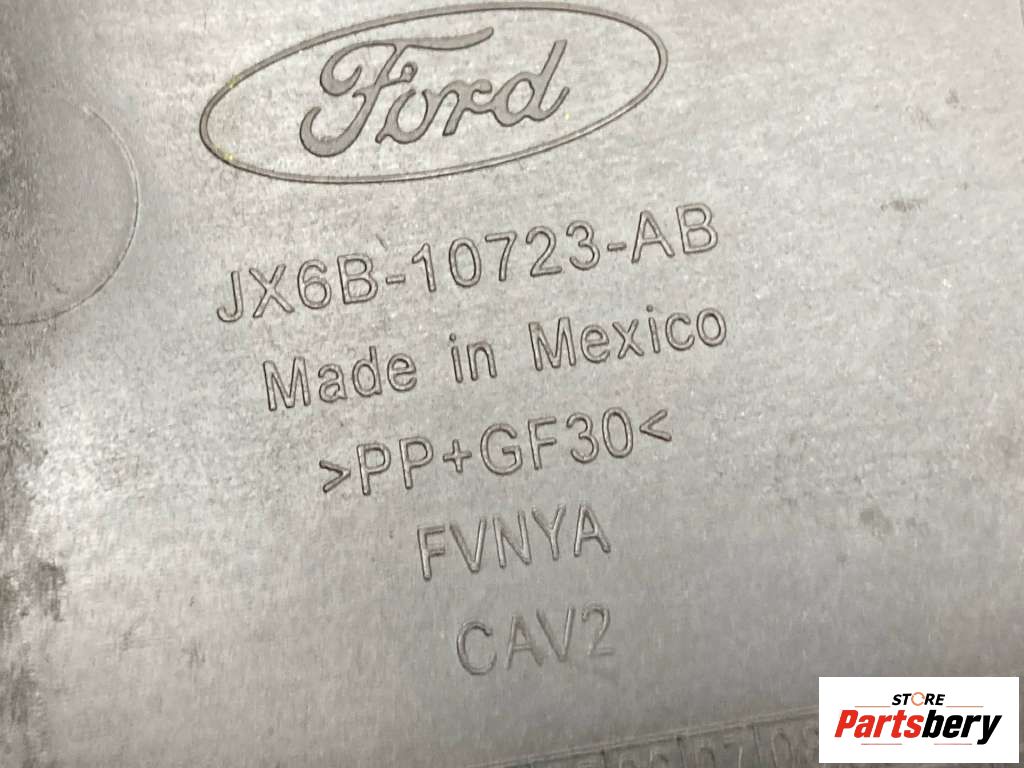 Ford
JX6B-10723-AB
Made in Mexico
>PP+GF30<
FVNYA
CAV2
STORE
Partsbery